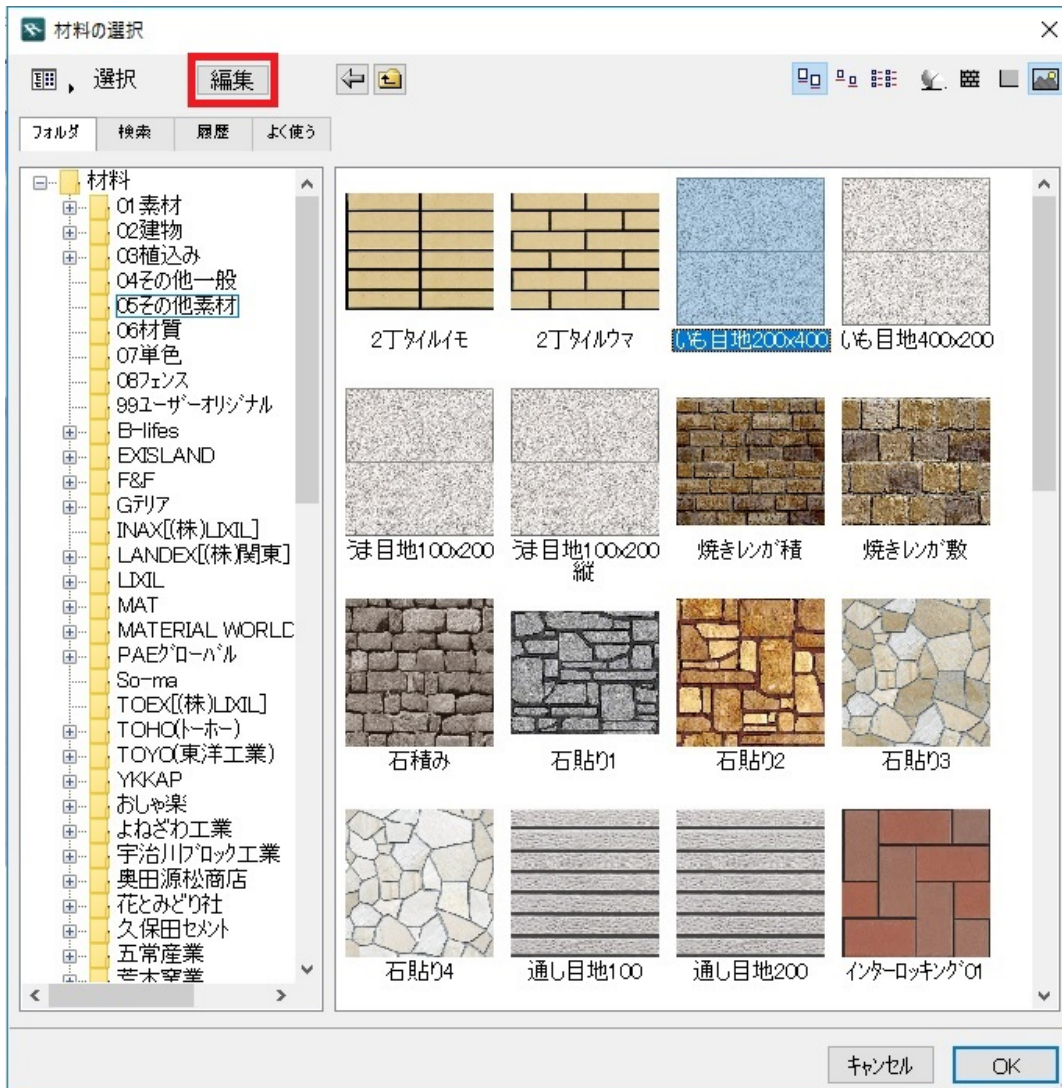 材料の選択
選択 編集
フォルダ 検索 履歴 よく使う
材料
01素材
02建物
03植込み
04その他一般
05その他素材
06材質
07単色
08フェンス
99ユーザーオリジナル
B-lifes
EXISLAND
F&F
Gテリア
INAX[(株)LIXIL]
LANDEX[(株)関東]
LIXIL
MAT
MATERIAL WORLD
PAEグローバル
So-ma
TOEX[(株)LIXIL]
TOHO(トーホー)
TOYO(東洋工業)
YKKAP
おしゃ楽
よねざわ工業
宇治川ブロック工業
奥田源松商店
花とみどり社
久保田セメント
五常産業
荒木窯業
2丁タイルイモ 2丁タイルウマ いも目地200x400 いも目地400x200
うま目地100x200 うま目地100x200 焼きレンガ積 焼きレンガ敷
縦
石積み 石貼り1 石貼り2 石貼り3
石貼り4 通し目地100 通し目地200 インターロッキング01
キャンセル OK